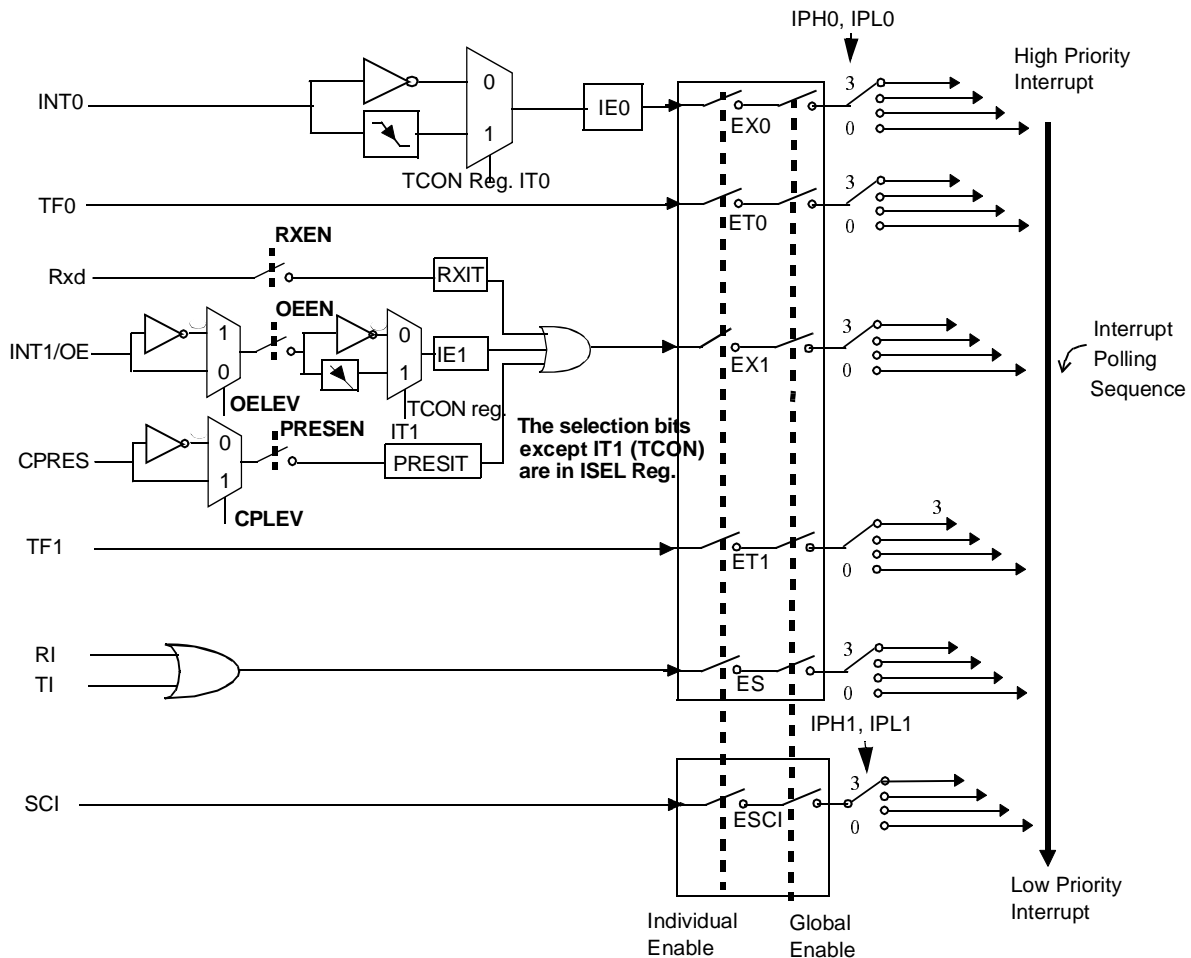 IPH0, IPL0
High Priority
Interrupt
INT0
0
1
IE0
EX0
3
0
TCON Reg. IT0
TF0
ET0
3
0
RXEN
Rxd
RXIT
OEEN
INT1/OE
1
0
0
1
IE1
EX1
3
0
Interrupt
Polling
Sequence
OELEV
TCON reg.
IT1
PRESEN
The selection bits
except IT1 (TCON)
are in ISEL Reg.
CPRES
0
1
PRESIT
CPLEV
TF1
ET1
3
0
RI
TI
ES
3
0
IPH1, IPL1
SCI
ESCI
3
0
Low Priority
Interrupt
Individual
Enable
Global
Enable